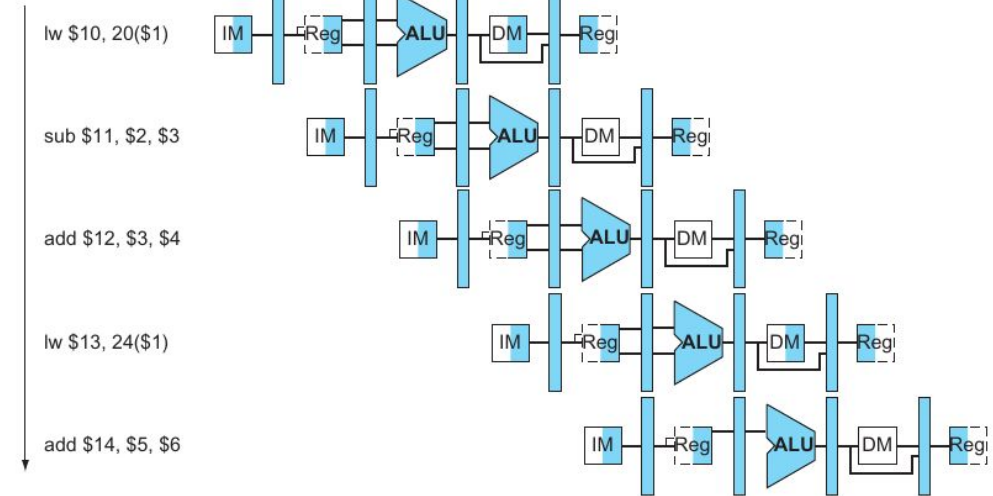 lw $10, 20($1) IM Reg ALU DM Reg
sub $11, $2, $3 IM Reg ALU DM Reg
add $12, $3, $4 IM Reg ALU DM Reg
lw $13, 24($1) IM Reg ALU DM Reg
add $14, $5, $6 IM Reg ALU DM Reg